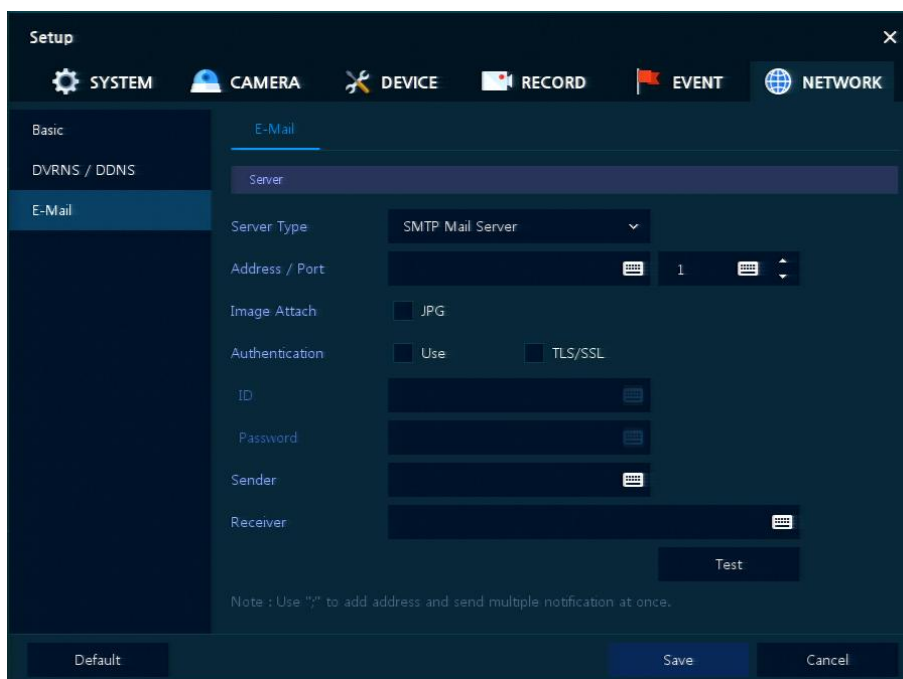 Setup
SYSTEM CAMERA DEVICE RECORD EVENT NETWORK
Basic
DVRNS / DDNS
E-Mail
E-Mail
Server
Server Type SMTP Mail Server
Address / Port 1
Image Attach JPG
Authentication Use TLS/SSL
ID
Password
Sender
Receiver
Test
Note : Use ";" to add address and send multiple notification at once.
Default Save Cancel